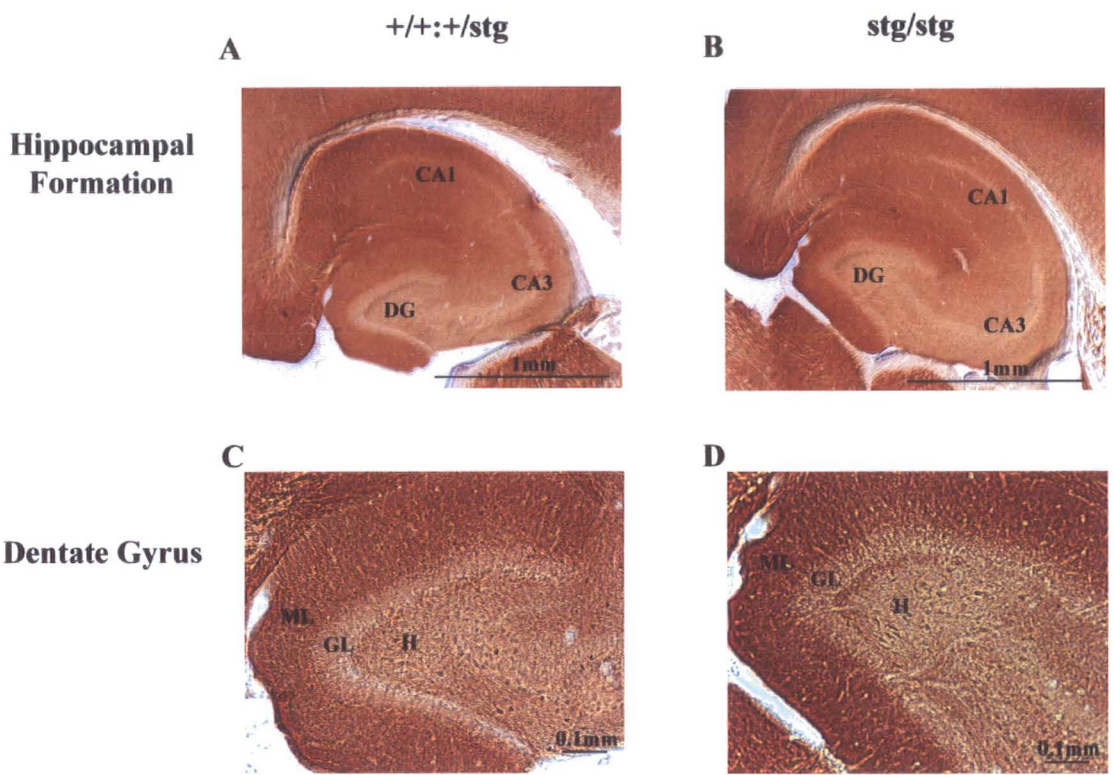 +/+:+/stg
stg/stg
A
B
Hippocampal
Formation
CA1
CA3
DG
1mm
CA1
DG
CA3
1mm
C
D
Dentate Gyrus
ML
GL
H
0.1mm
ML
GL
H
0.1mm